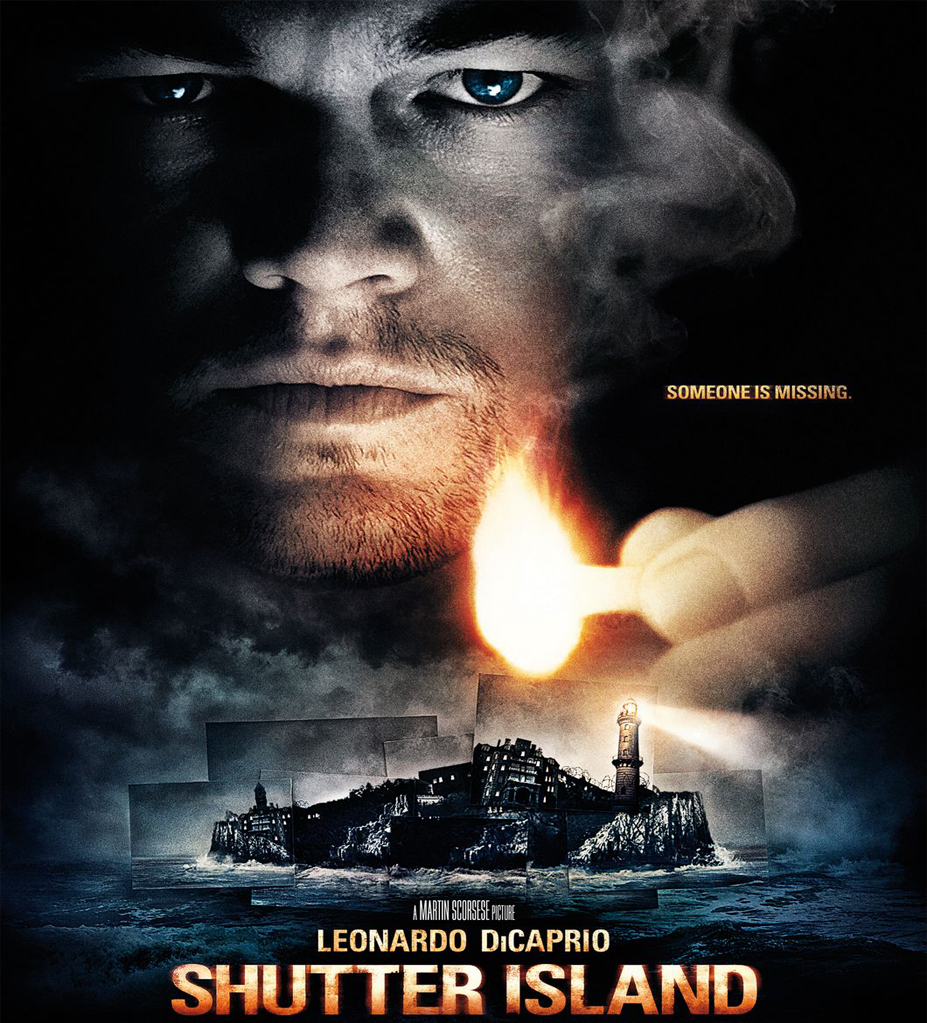 SOMEONE IS MISSING.
A MARTIN SCORSESE PICTURE
LEONARDO DiCAPRIO
SHUTTER ISLAND